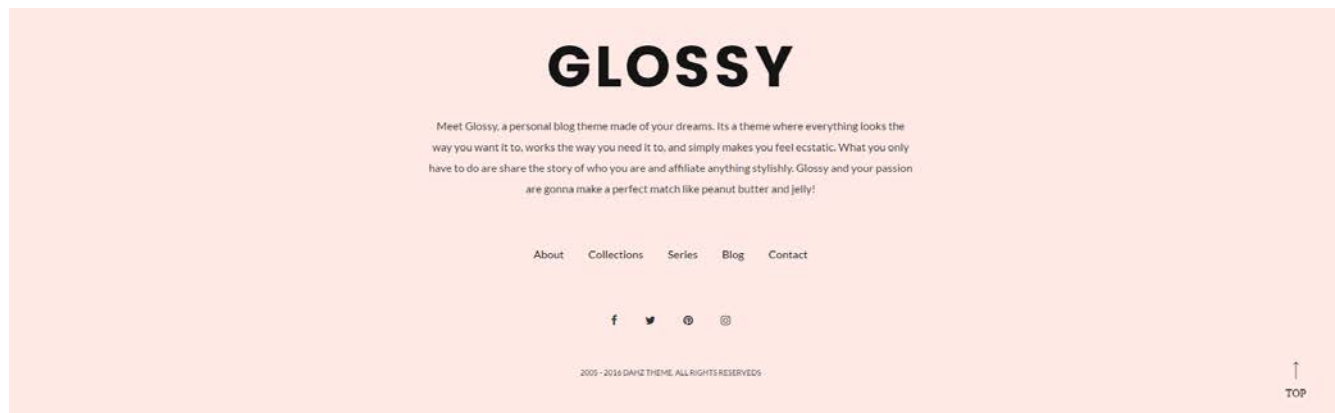 GLOSSY
Meet Glossy, a personal blog theme made of your dreams. Its a theme where everything looks the
way you want it to, works the way you need it to, and simply makes you feel ecstatic. What you only
have to do are share the story of who you are and affiliate anything stylishly. Glossy and your passion
are gonna make a perfect match like peanut butter and jelly!
About Collections Series Blog Contact
2005 - 2016 DAHZ THEME. ALL RIGHTS RESERVEDS
TOP